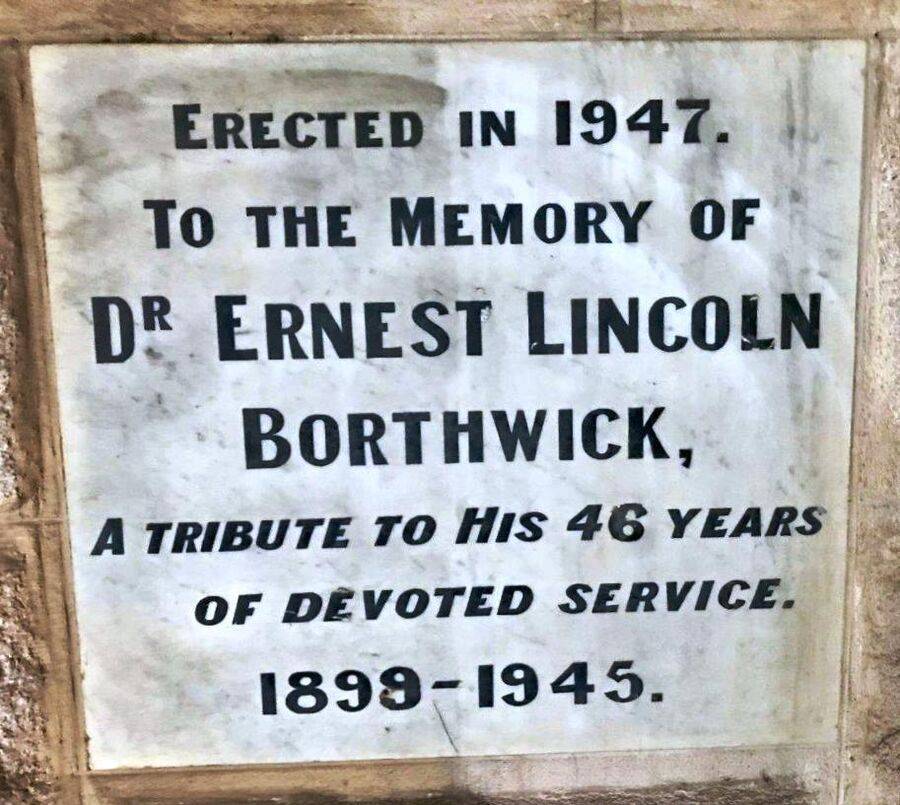 ERECTED IN 1947.
TO THE MEMORY OF
DR ERNEST LINCOLN
BORTHWICK,
A TRIBUTE TO HIS 46 YEARS
OF DEVOTED SERVICE.
1899-1945.